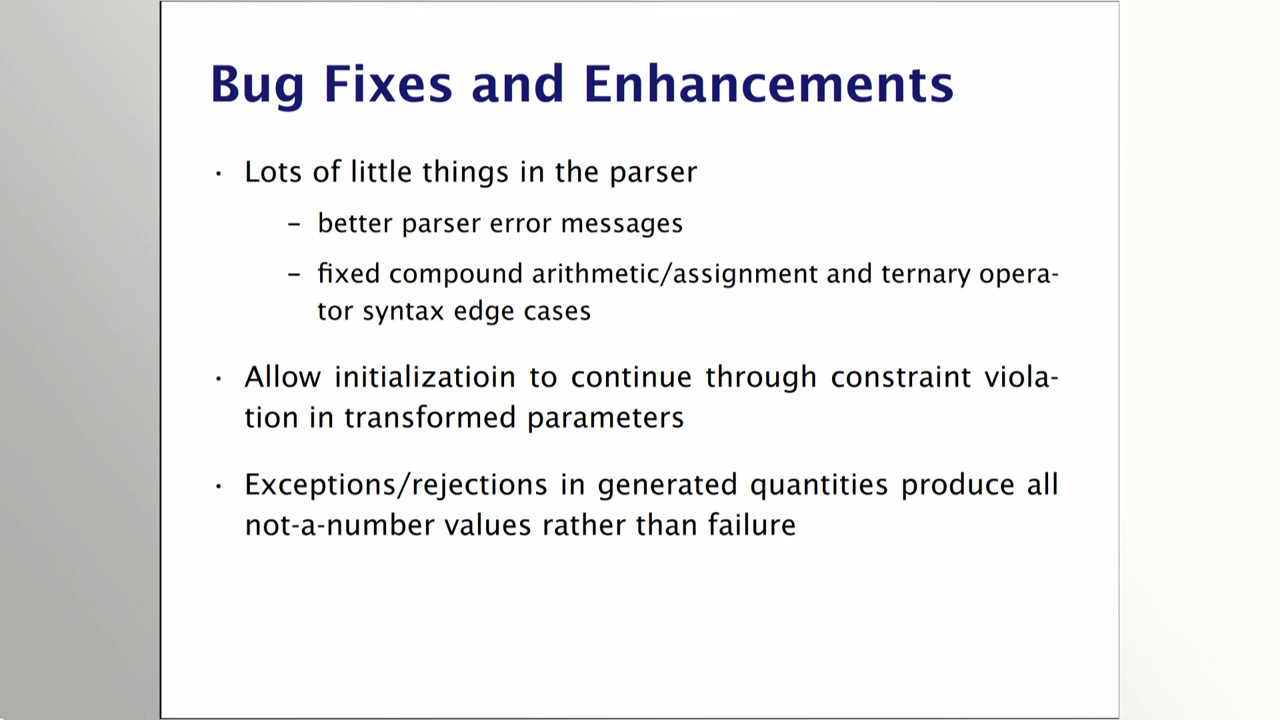 Bug Fixes and Enhancements
· Lots of little things in the parser
– better parser error messages
– fixed compound arithmetic/assignment and ternary opera-
tor syntax edge cases
· Allow initializatioin to continue through constraint viola-
tion in transformed parameters
· Exceptions/rejections in generated quantities produce all
not-a-number values rather than failure